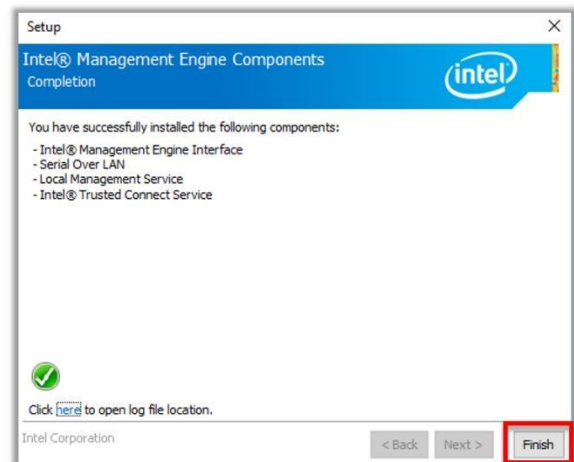 Setup
Intel® Management Engine Components
Completion
intel
You have successfully installed the following components:
- Intel® Management Engine Interface
- Serial Over LAN
- Local Management Service
- Intel® Trusted Connect Service
Click here to open log file location.
Intel Corporation
< Back Next > Finish